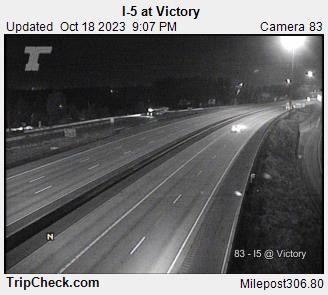 I-5 at Victory
Updated Oct 18 2023 9:07 PM Camera 83
T
N
83 - I5 @ Victory
TripCheck.com Milepost306.80